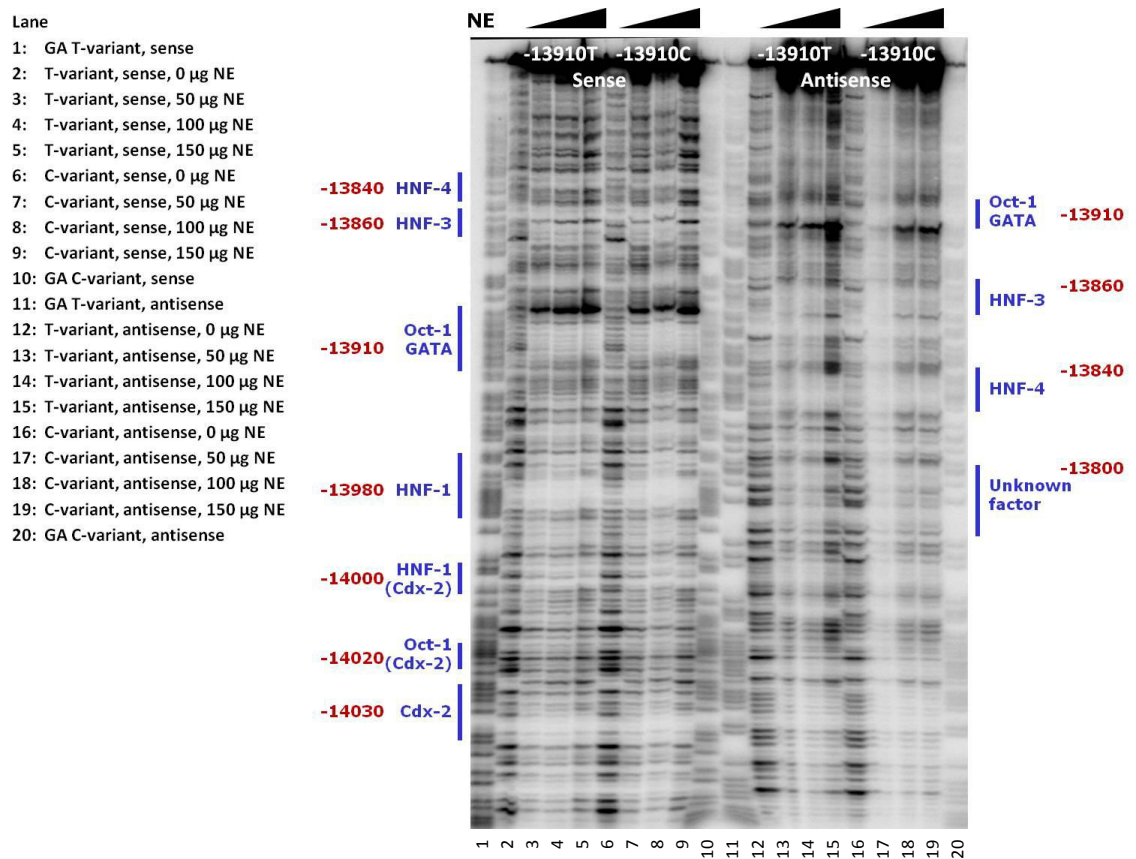 Lane
1: GA T-variant, sense
2: T-variant, sense, 0 µg NE
3: T-variant, sense, 50 µg NE
4: T-variant, sense, 100 µg NE
5: T-variant, sense, 150 µg NE
6: C-variant, sense, 0 µg NE
7: C-variant, sense, 50 µg NE
8: C-variant, sense, 100 µg NE
9: C-variant, sense, 150 µg NE
10: GA C-variant, sense
11: GA T-variant, antisense
12: T-variant, antisense, 0 µg NE
13: T-variant, antisense, 50 µg NE
14: T-variant, antisense, 100 µg NE
15: T-variant, antisense, 150 µg NE
16: C-variant, antisense, 0 µg NE
17: C-variant, antisense, 50 µg NE
18: C-variant, antisense, 100 µg NE
19: C-variant, antisense, 150 µg NE
20: GA C-variant, antisense
NE
-13910T -13910C -13910T -13910C
Sense Antisense
-13840 HNF-4
-13860 HNF-3
Oct-1
-13910 GATA
-13980 HNF-1
-14000 HNF-1
(Cdx-2)
Oct-1
-14020 (Cdx-2)
-14030 Cdx-2
Oct-1
GATA -13910
-13860
HNF-3
-13840
HNF-4
-13800
Unknown
factor
1 2 3 4 5 6 7 8 9 10 11 12 13 14 15 16 17 18 19 20